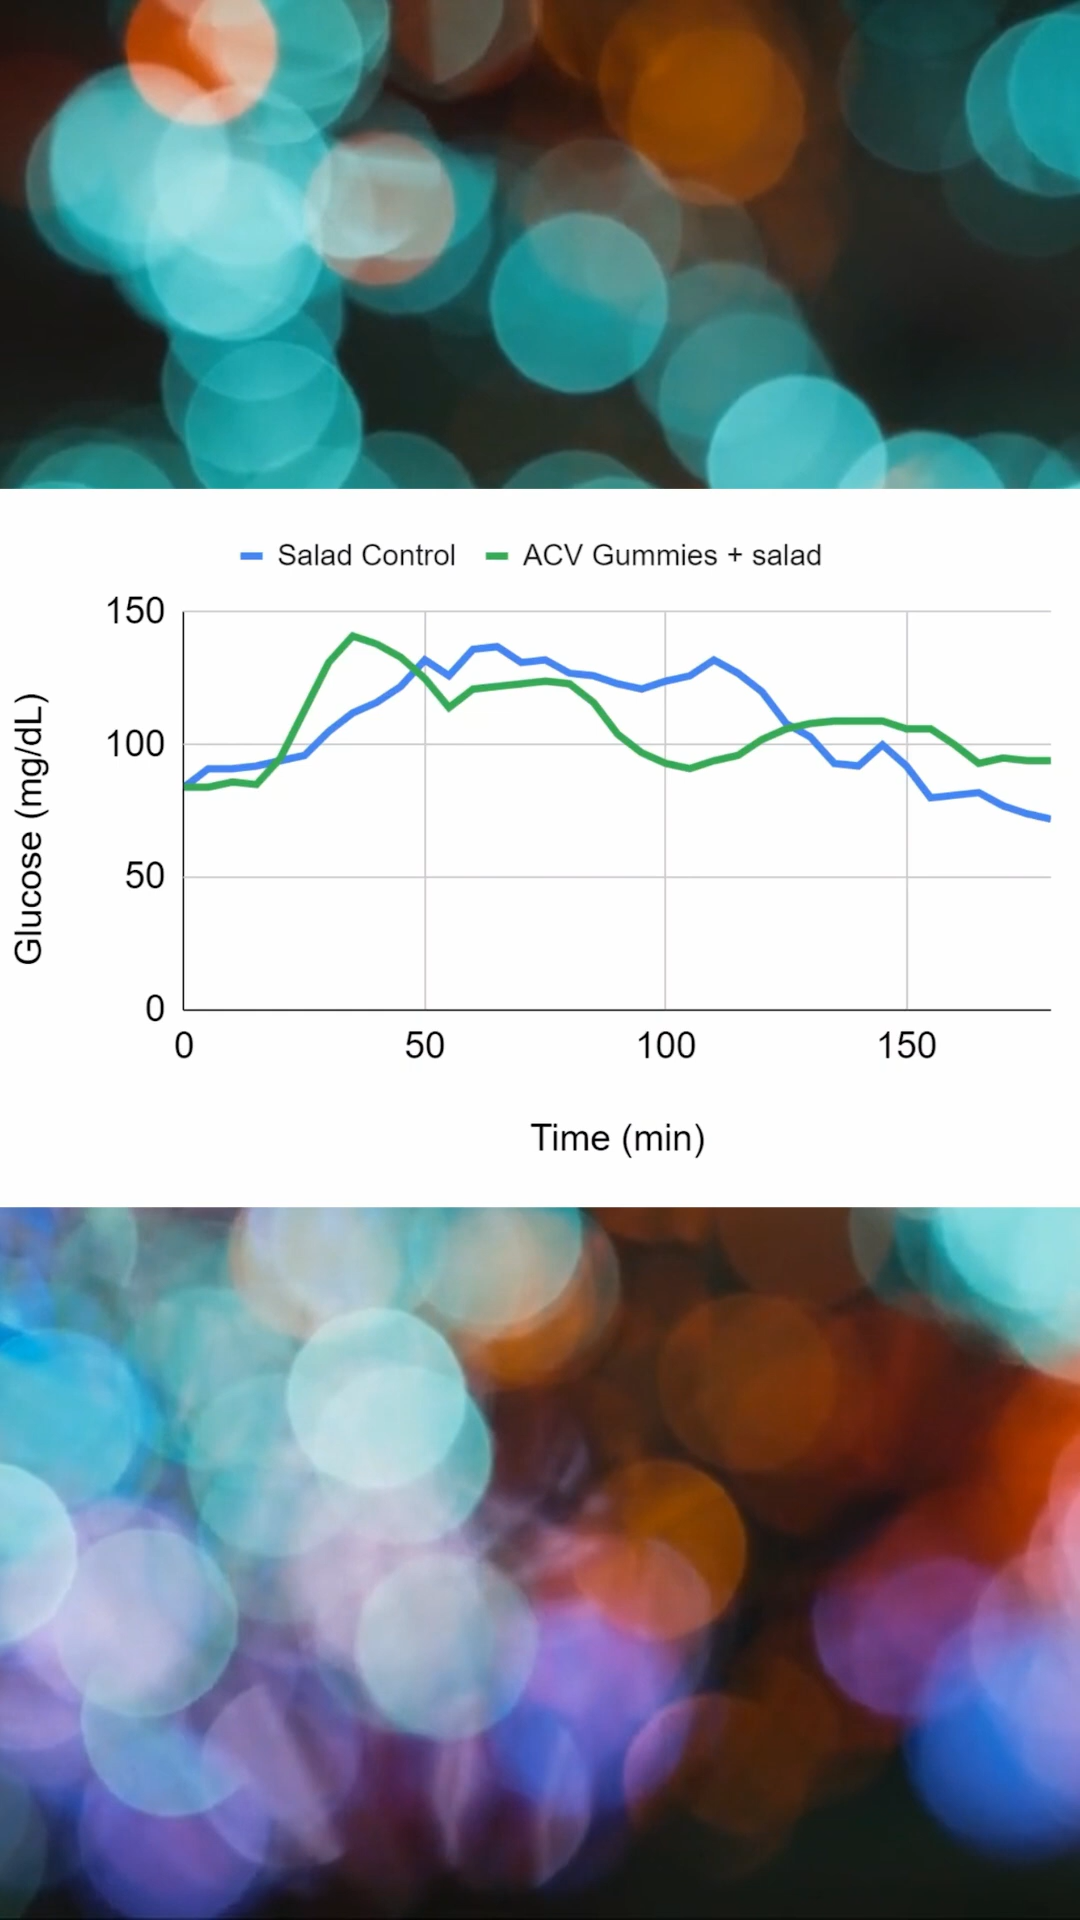 Salad Control ACV Gummies + salad
150
100
50
0
Glucose (mg/dL)
0 50 100 150
Time (min)